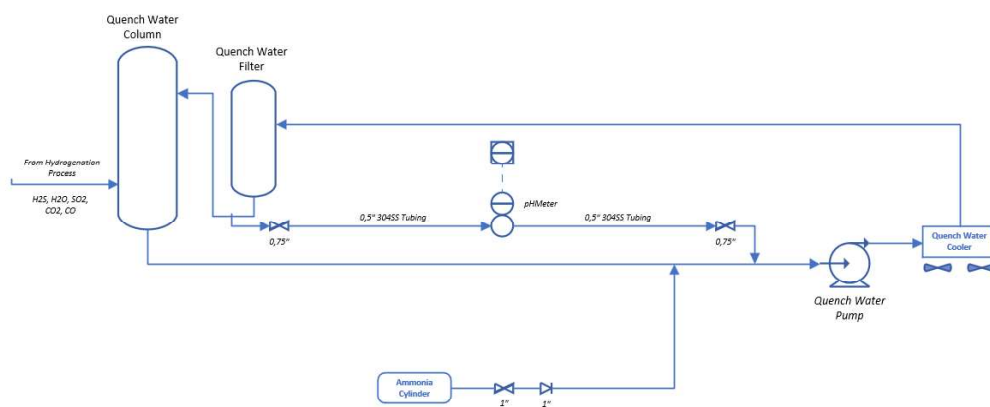 Quench Water
Column
Quench Water
Filter
From Hydrogenation
Process
H2S, H2O, SO2,
CO2, CO
pHMeter
0,5" 304SS Tubing
0,5" 304SS Tubing
0,75"
0,75"
Quench Water
Cooler
Quench Water
Pump
Ammonia
Cylinder
1"
1"